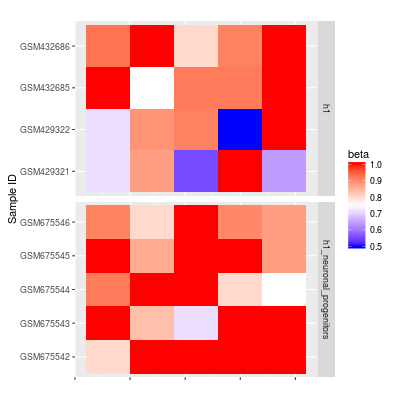 Sample ID
GSM432686
GSM432685
GSM429322
GSM429321
h1
GSM675546
GSM675545
GSM675544
GSM675543
GSM675542
h1_neuronal_progenitors
beta
1.0
0.9
0.8
0.7
0.6
0.5